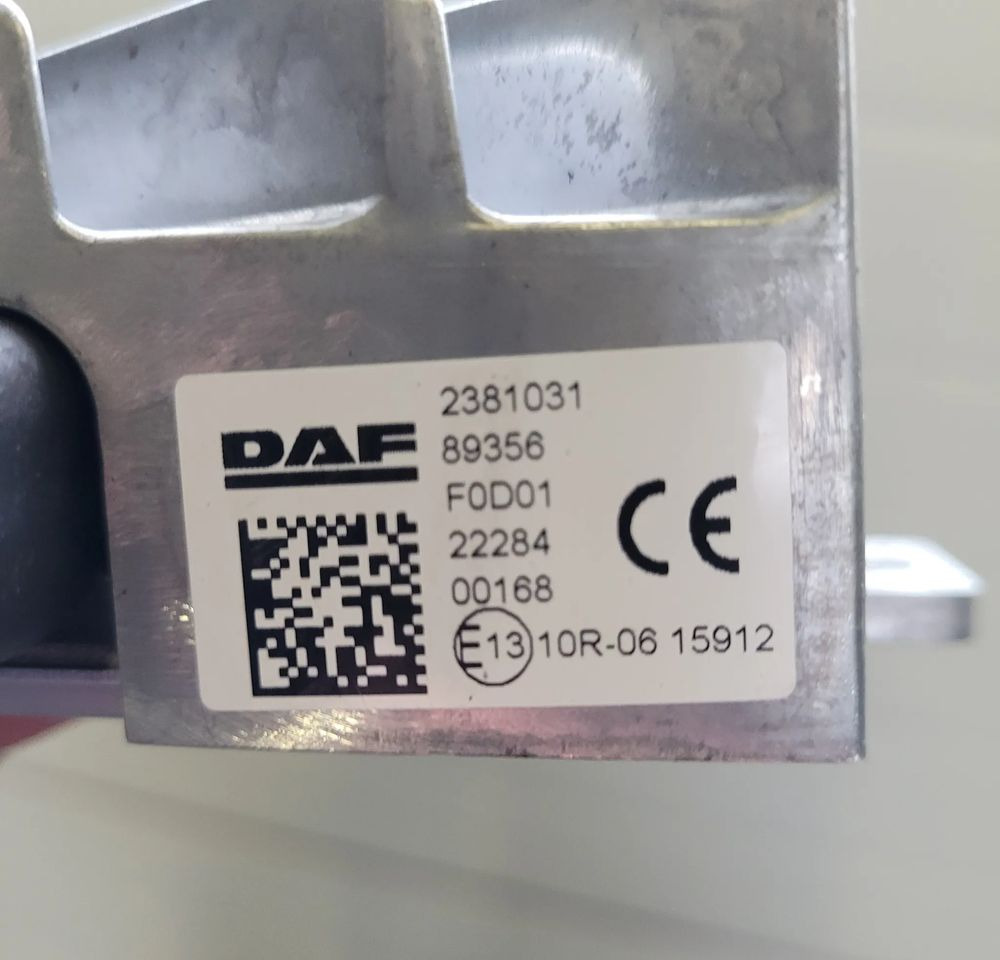 DAF
2381031
89356
F0D01
22284
00168
CE
E13 10R-06 15912